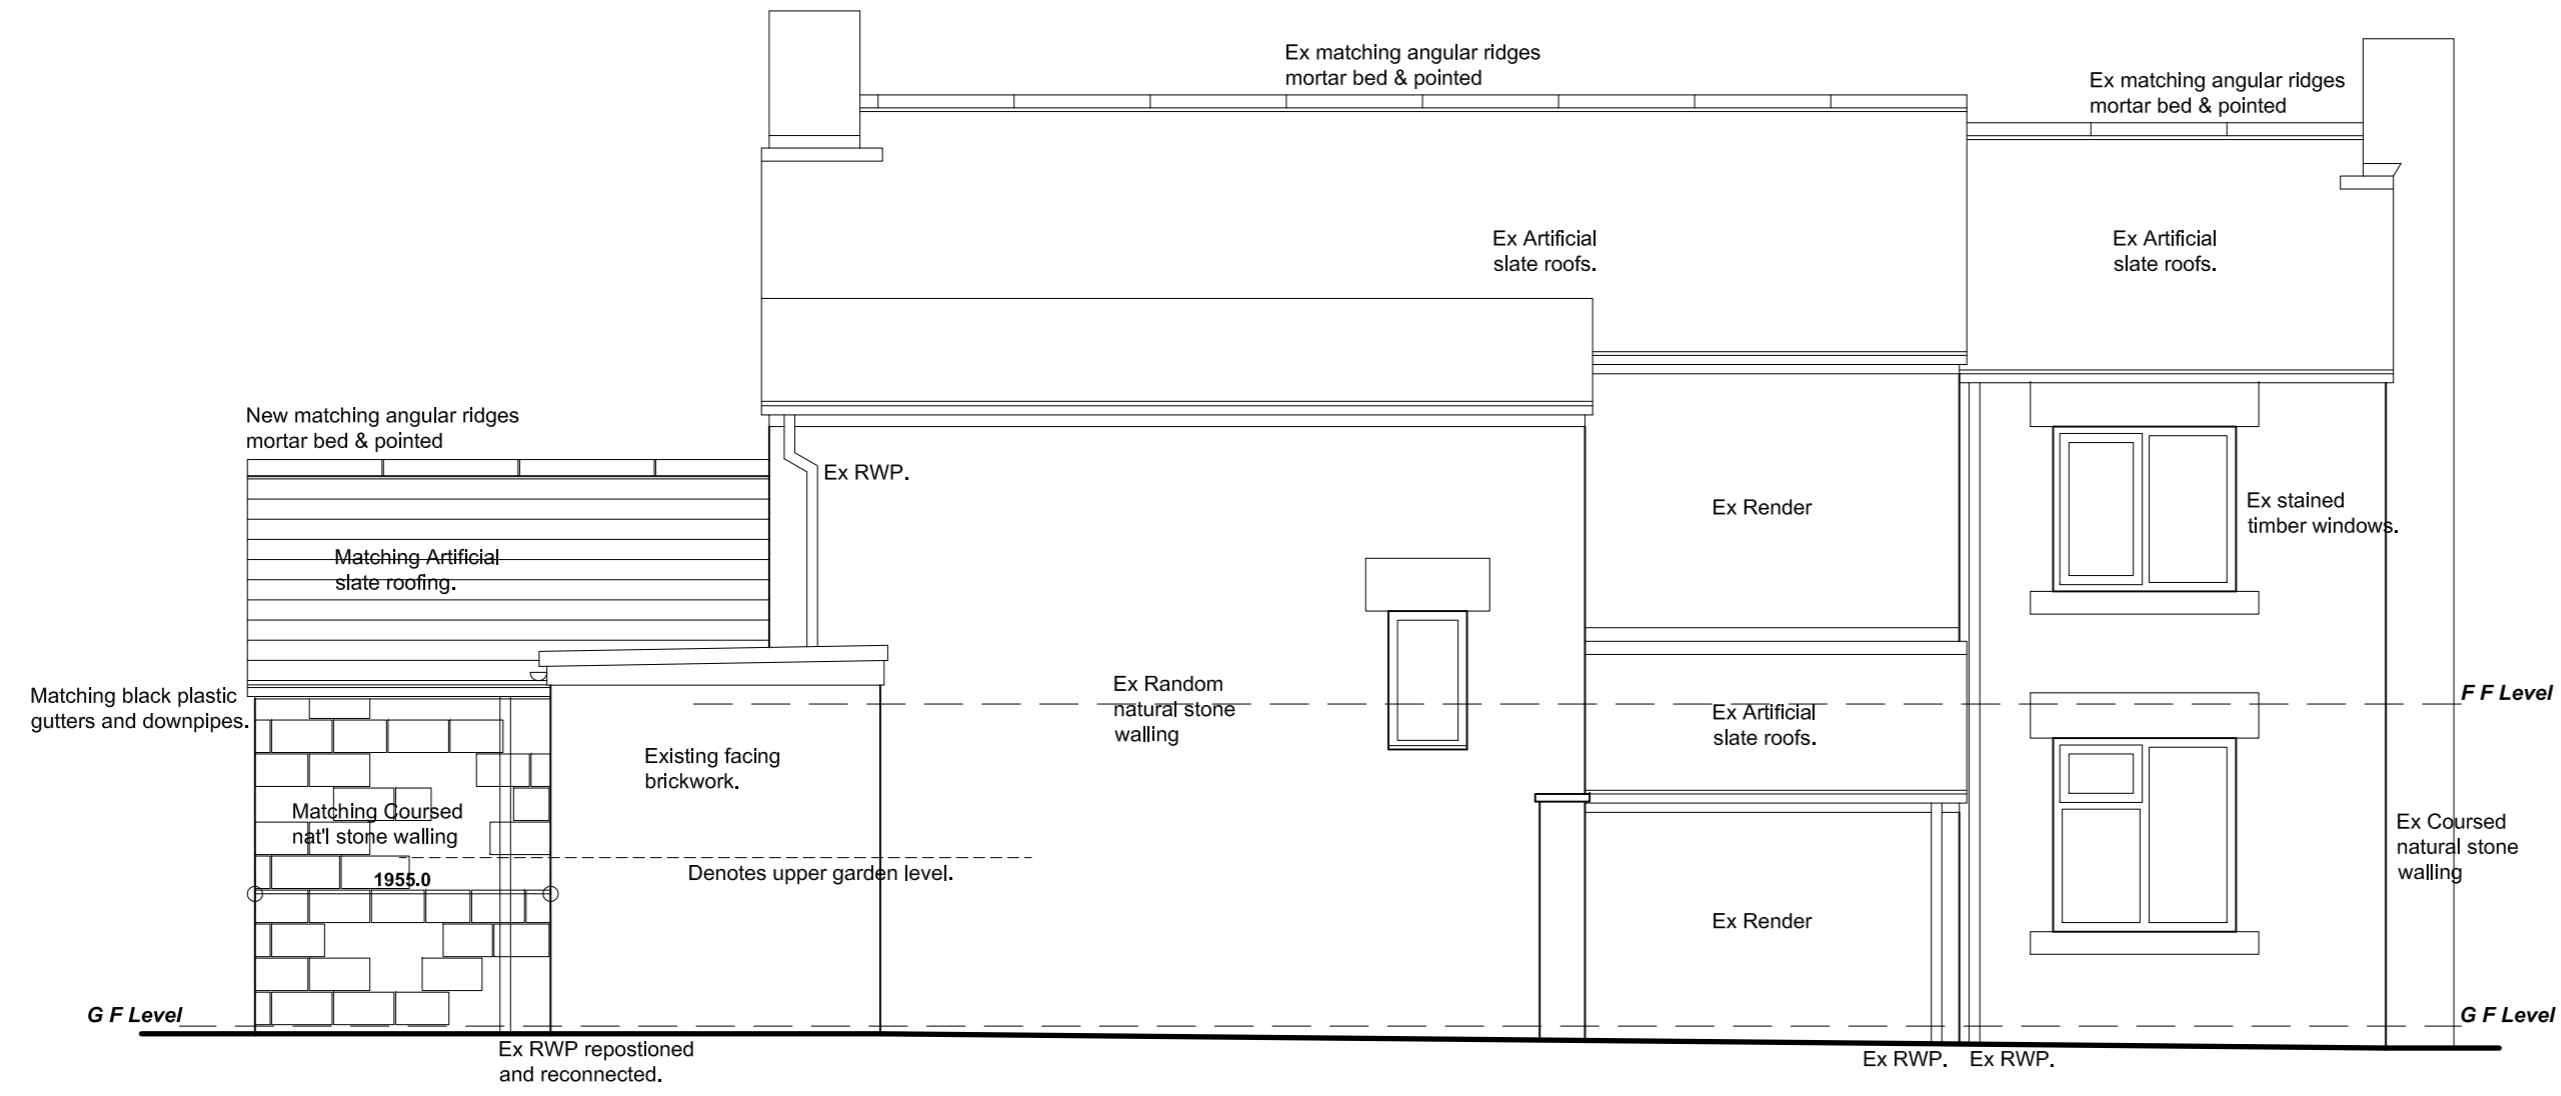 Ex matching angular ridges
mortar bed & pointed
Ex matching angular ridges
mortar bed & pointed
Ex Artificial
slate roofs.
Ex Artificial
slate roofs.
New matching angular ridges
mortar bed & pointed
Ex RWP.
Ex Render
Ex stained
timber windows.
Matching Artificial
slate roofing.
Matching black plastic
gutters and downpipes.
Ex Random
natural stone
walling
F F Level
Ex Artificial
slate roofs.
Existing facing
brickwork.
Matching Coursed
nat'l stone walling
Ex Coursed
natural stone
walling
1955.0
Denotes upper garden level.
Ex Render
G F Level
G F Level
Ex RWP repostioned
and reconnected.
Ex RWP.
Ex RWP.